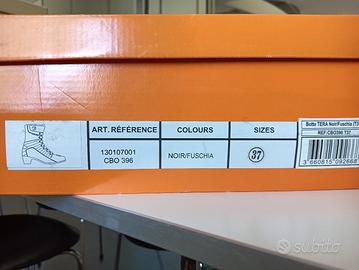 ART. RÉFÉRENCE COLOURS SIZES
130107001
CBO 396
NOIR/FUSCHIA
37
Botte TERA Noir/Fuschia (T3
REF.CBO396 T37
3 660815 092668
subito